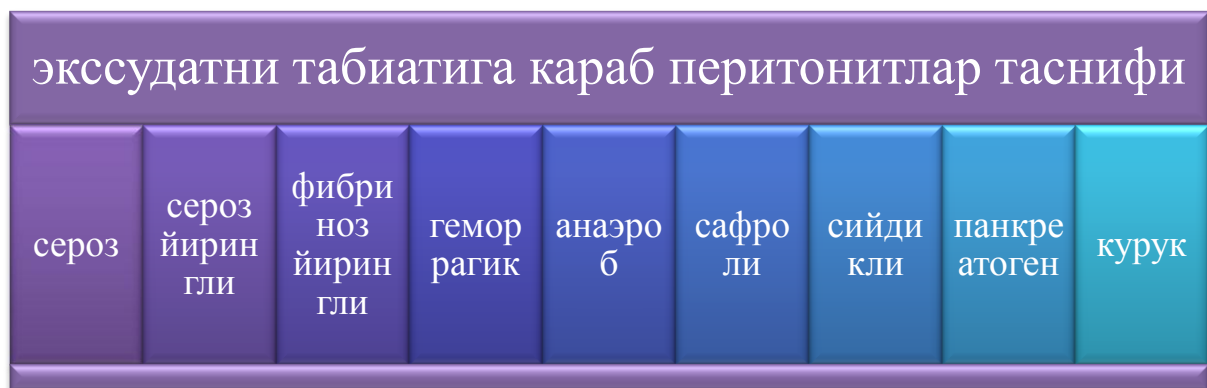 экссудатни табиатига караб перитонитлар таснифи
сероз
сероз
йирин
гли
фибри
ноз
йирин
гли
гемор
рагик
анаэро
б
сафро
ли
сийди
кли
панкре
атоген
курук